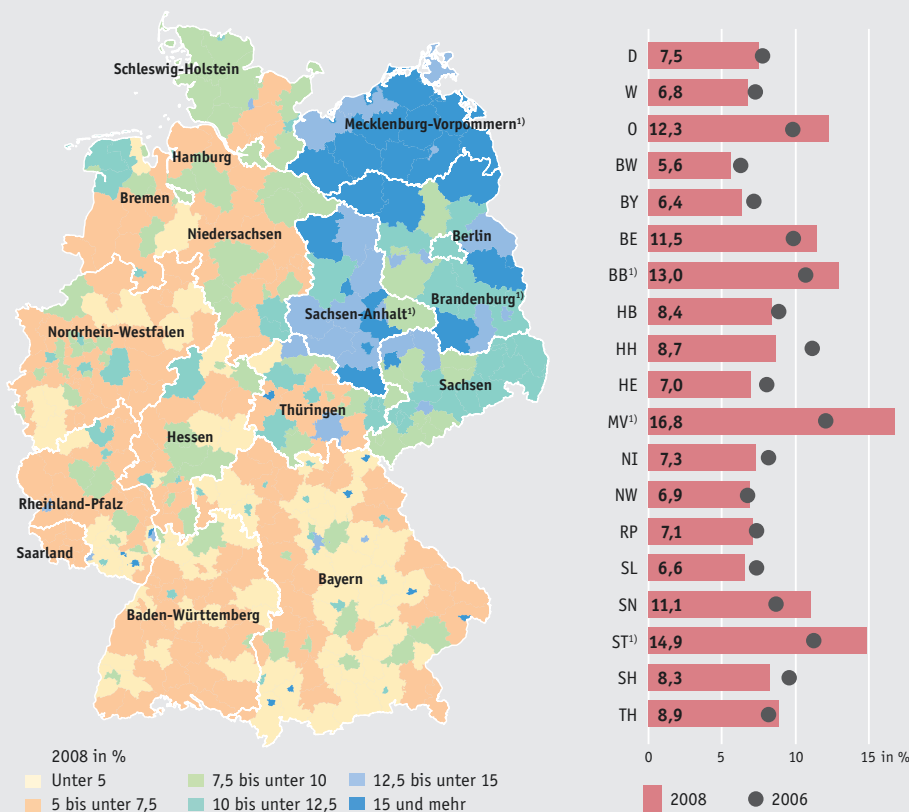 Schleswig-Holstein
Mecklenburg-Vorpommern¹⁾
Hamburg
Bremen
Niedersachsen
Berlin
Sachsen-Anhalt¹⁾
Brandenburg¹⁾
Nordrhein-Westfalen
Sachsen
Thüringen
Hessen
Rheinland-Pfalz
Saarland
Bayern
Baden-Württemberg
2008 in %
Unter 5
5 bis unter 7,5
7,5 bis unter 10
10 bis unter 12,5
12,5 bis unter 15
15 und mehr
D 7,5
W 6,8
O 12,3
BW 5,6
BY 6,4
BE 11,5
BB¹⁾ 13,0
HB 8,4
HH 8,7
HE 7,0
MV¹⁾ 16,8
NI 7,3
NW 6,9
RP 7,1
SL 6,6
SN 11,1
ST¹⁾ 14,9
SH 8,3
TH 8,9
0 5 10 15 in %
2008 2006